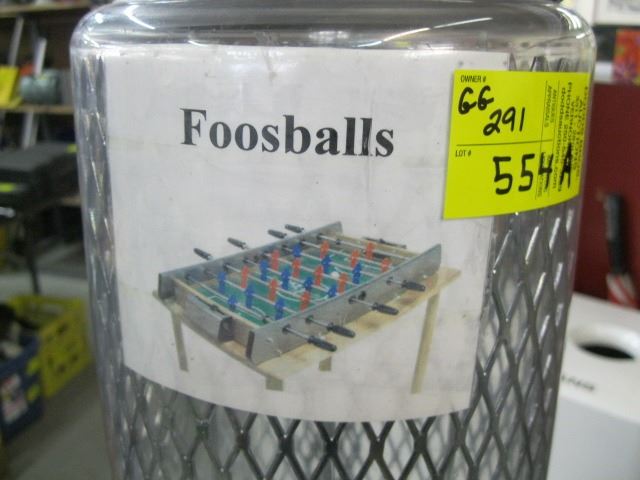 Foosballs
OWNER #
GG
291
LOT #
554A